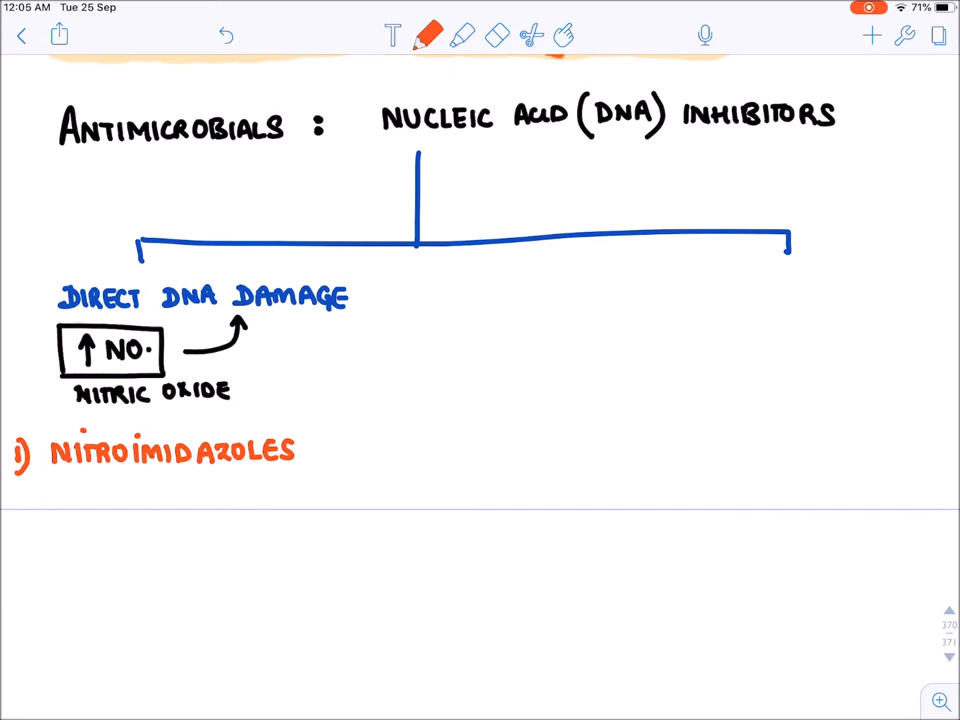 12:05 AM Tue 25 Sep 71%
T
ANTIMICROBIALS : NUCLEIC ACID (DNA) INHIBITORS
DIRECT DNA DAMAGE
↑ NO·
NITRIC OXIDE
1) NITROIMIDAZOLES
370
371